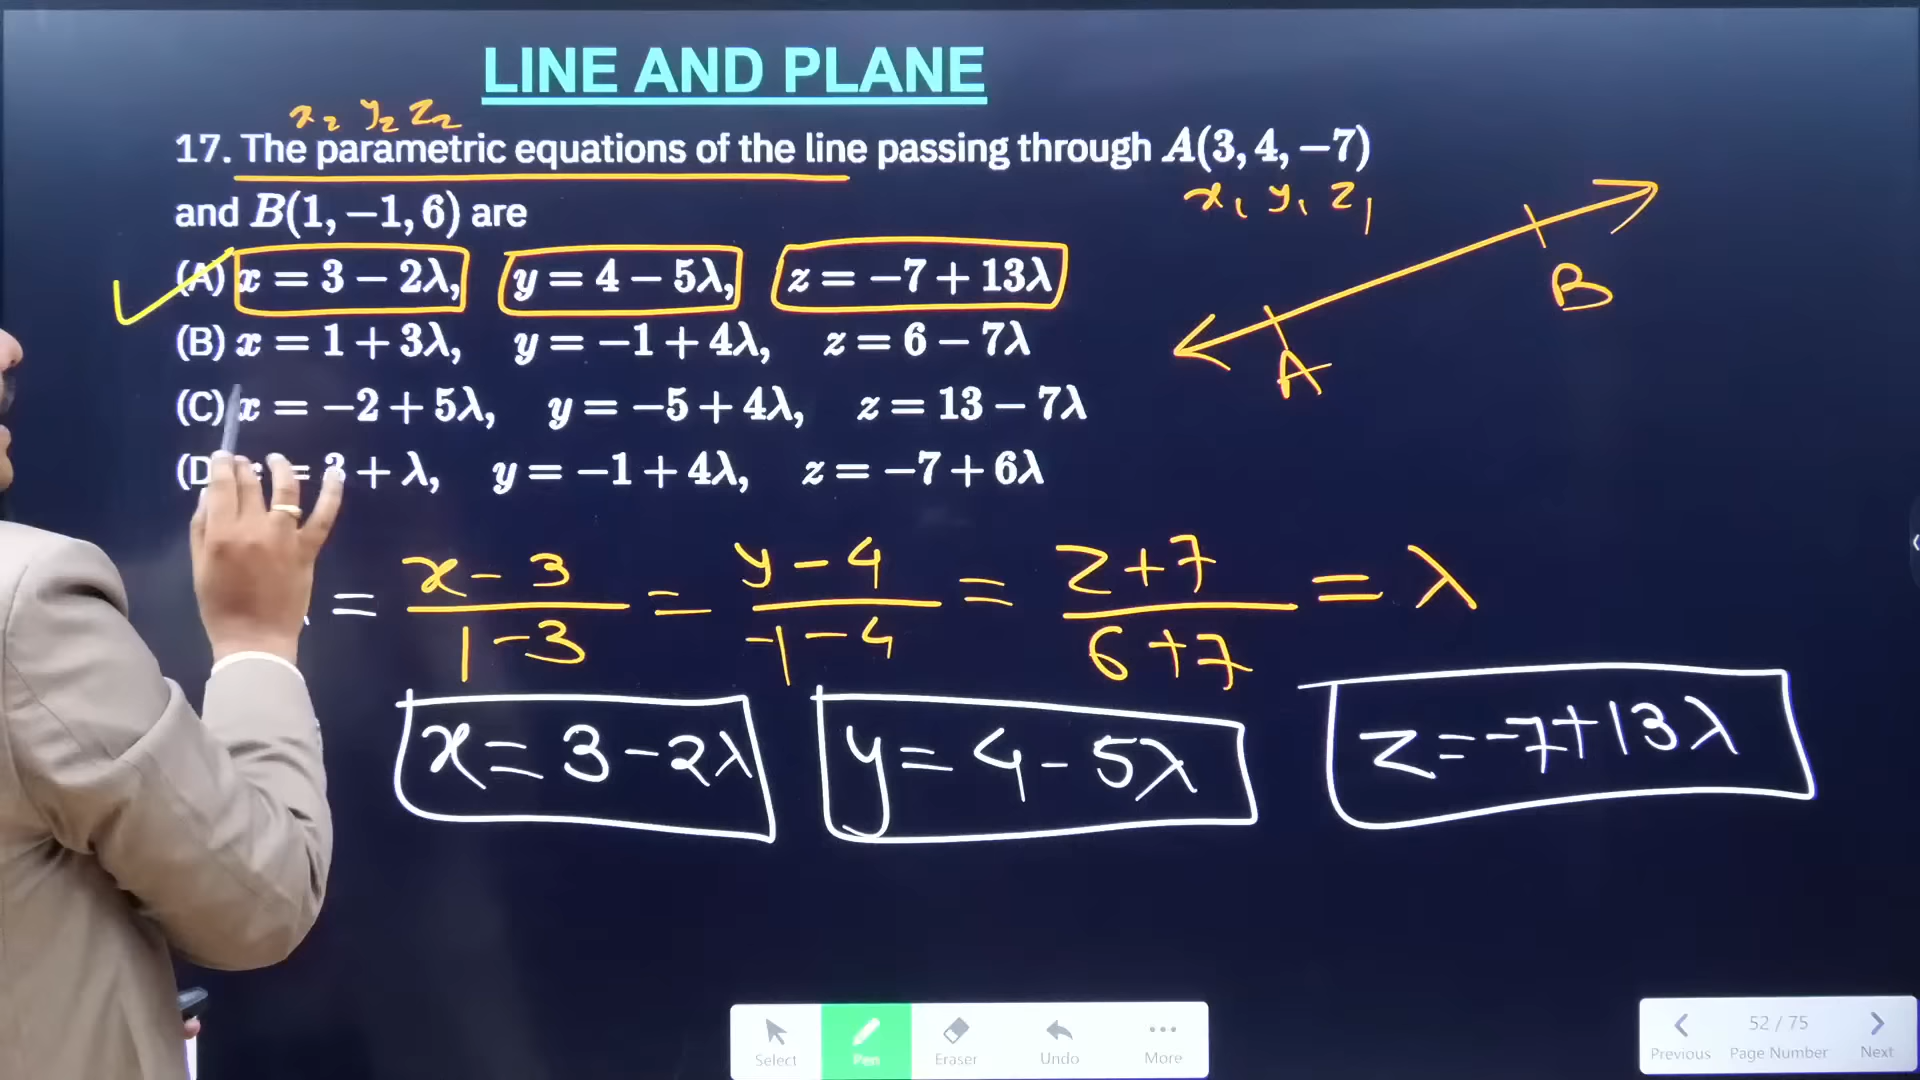 LINE AND PLANE
x₂ y₂ z₂
17. The parametric equations of the line passing through A(3, 4, −7)
x₁ y₁ z₁
and B(1, −1, 6) are
(A) x = 3 − 2λ, y = 4 − 5λ, z = −7 + 13λ
B
(B) x = 1 + 3λ, y = −1 + 4λ, z = 6 − 7λ
A
(C) x = −2 + 5λ, y = −5 + 4λ, z = 13 − 7λ
(D = 3 + λ, y = −1 + 4λ, z = −7 + 6λ
= x − 3 / 1 − 3 = y − 4 / −1 − 4 = z + 7 / 6 + 7 = λ
x = 3 − 2λ y = 4 − 5λ z = −7 + 13λ
Select Pen Eraser Undo More
52 / 75
Previous Page Number Next